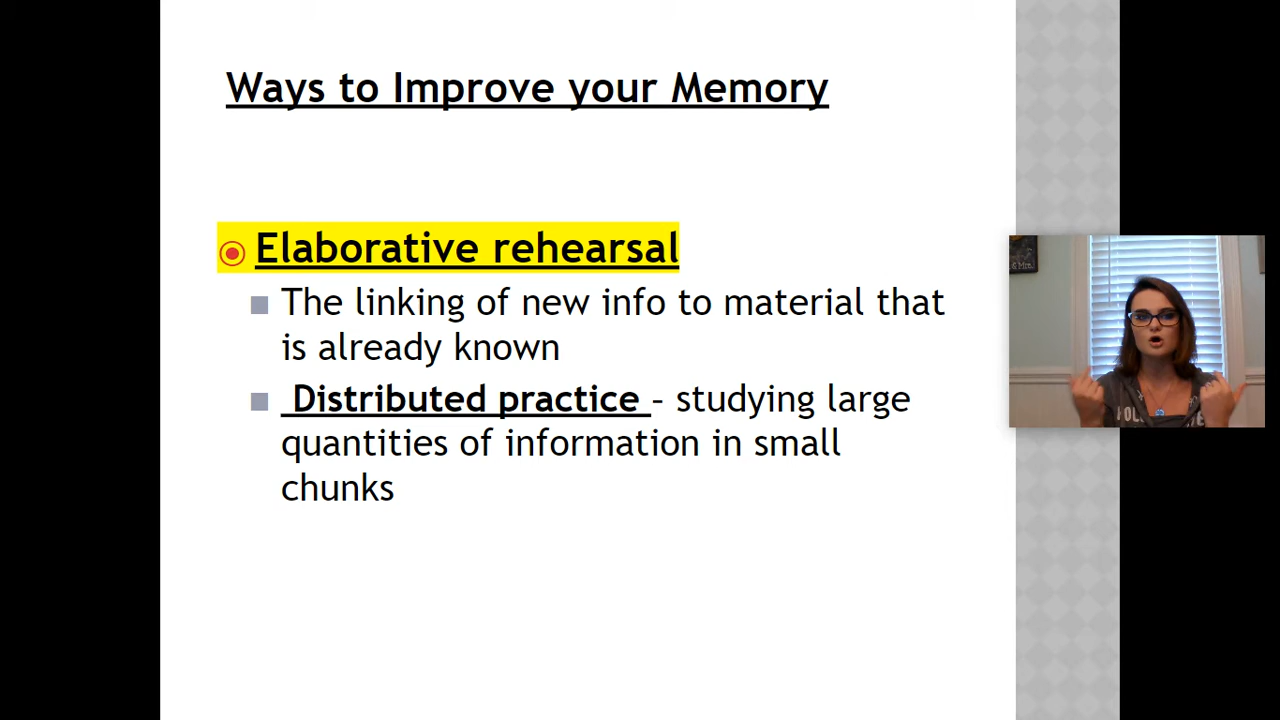 Ways to Improve your Memory
Elaborative rehearsal
The linking of new info to material that
is already known
Distributed practice – studying large
quantities of information in small
chunks